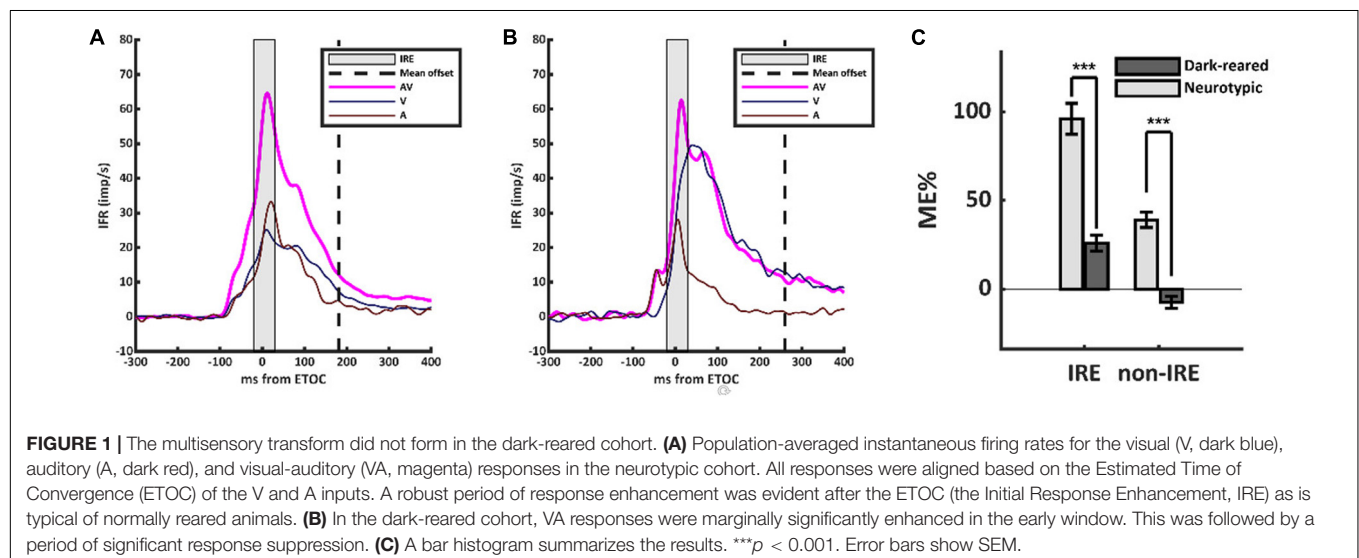 A
80
70
60
50
40
30
20
10
0
-10
IFR (imp/s)
-300 -200 -100 0 100 200 300 400
ms from ETOC
IRE
Mean offset
AV
V
A
B
80
70
60
50
40
30
20
10
0
-10
IFR (imp/s)
-300 -200 -100 0 100 200 300 400
ms from ETOC
IRE
Mean offset
AV
V
A
C
Dark-reared
Neurotypic
***
***
100
50
0
ME%
IRE non-IRE
FIGURE 1 | The multisensory transform did not form in the dark-reared cohort. (A) Population-averaged instantaneous firing rates for the visual (V, dark blue),
auditory (A, dark red), and visual-auditory (VA, magenta) responses in the neurotypic cohort. All responses were aligned based on the Estimated Time of
Convergence (ETOC) of the V and A inputs. A robust period of response enhancement was evident after the ETOC (the Initial Response Enhancement, IRE) as is
typical of normally reared animals. (B) In the dark-reared cohort, VA responses were marginally significantly enhanced in the early window. This was followed by a
period of significant response suppression. (C) A bar histogram summarizes the results. ***p < 0.001. Error bars show SEM.